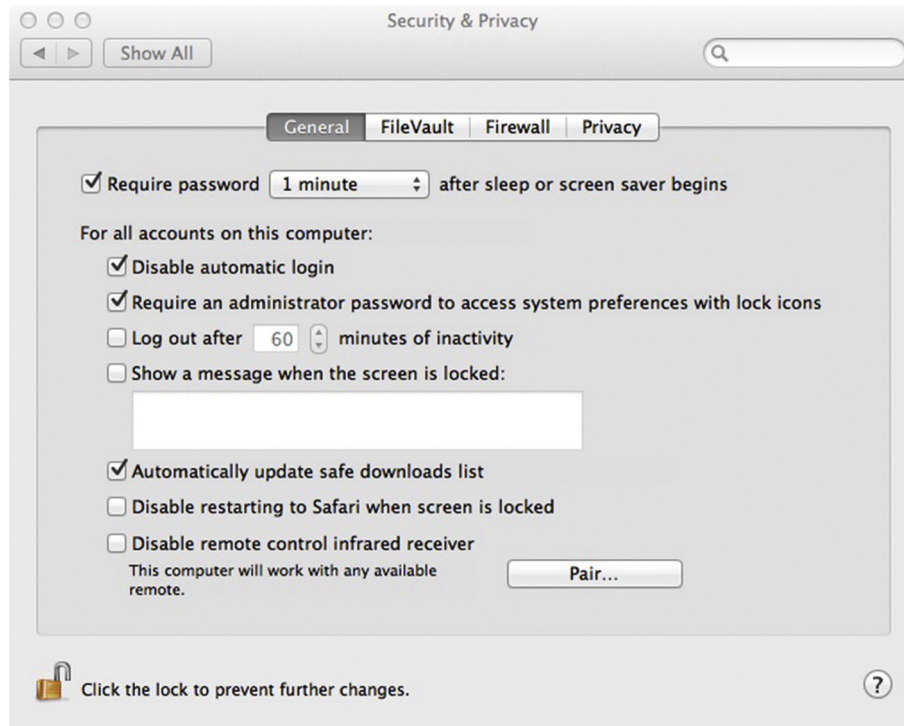 Security & Privacy
Show All
General FileVault Firewall Privacy
Require password 1 minute after sleep or screen saver begins
For all accounts on this computer:
Disable automatic login
Require an administrator password to access system preferences with lock icons
Log out after 60 minutes of inactivity
Show a message when the screen is locked:
Automatically update safe downloads list
Disable restarting to Safari when screen is locked
Disable remote control infrared receiver
This computer will work with any available
remote.
Pair...
Click the lock to prevent further changes.
?